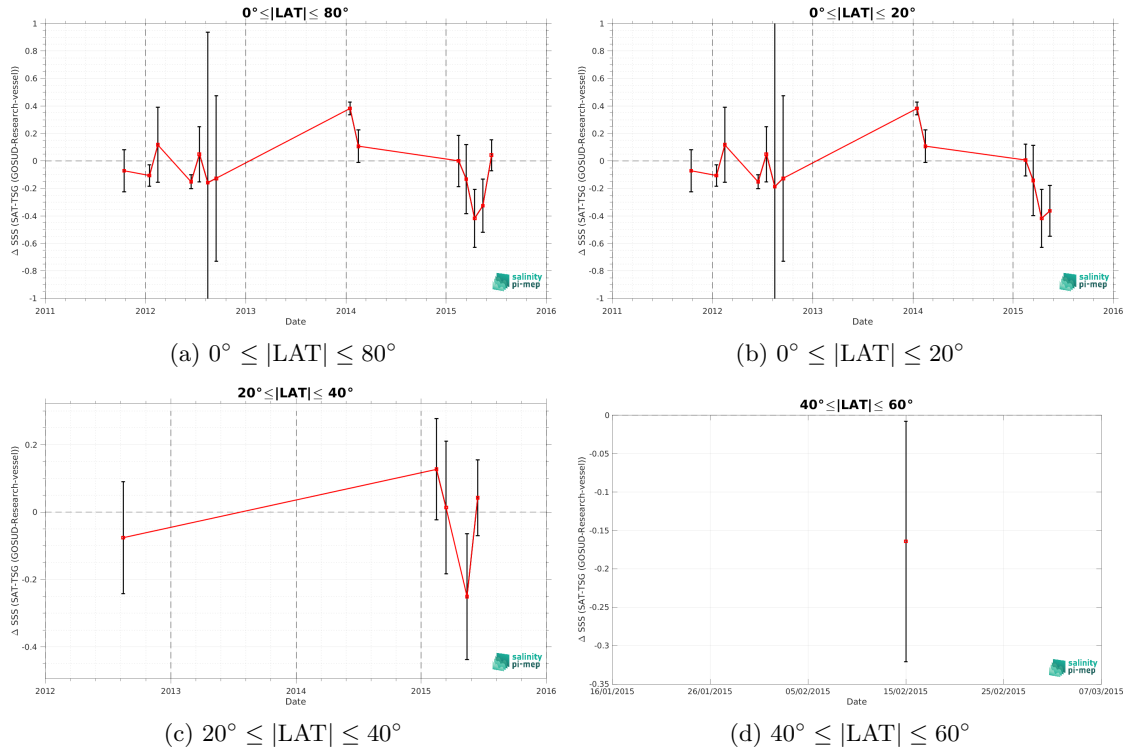 0°≤|LAT|≤ 80°
Δ SSS (SAT-TSG (GOSUD-Research-vessel))
1
0.8
0.6
0.4
0.2
0
-0.2
-0.4
-0.6
-0.8
-1
2011
2012
2013
2014
2015
2016
Date
salinity
pi-mep
(a) 0° ≤ |LAT| ≤ 80°
0°≤|LAT|≤ 20°
Δ SSS (SAT-TSG (GOSUD-Research-vessel))
1
0.8
0.6
0.4
0.2
0
-0.2
-0.4
-0.6
-0.8
-1
2011
2012
2013
2014
2015
2016
Date
salinity
pi-mep
(b) 0° ≤ |LAT| ≤ 20°
20°≤|LAT|≤ 40°
Δ SSS (SAT-TSG (GOSUD-Research-vessel))
0.2
0
-0.2
-0.4
2012
2013
2014
2015
2016
Date
salinity
pi-mep
(c) 20° ≤ |LAT| ≤ 40°
40°≤|LAT|≤ 60°
Δ SSS (SAT-TSG (GOSUD-Research-vessel))
0
-0.05
-0.1
-0.15
-0.2
-0.25
-0.3
-0.35
16/01/2015
26/01/2015
05/02/2015
15/02/2015
25/02/2015
07/03/2015
Date
salinity
pi-mep
(d) 40° ≤ |LAT| ≤ 60°